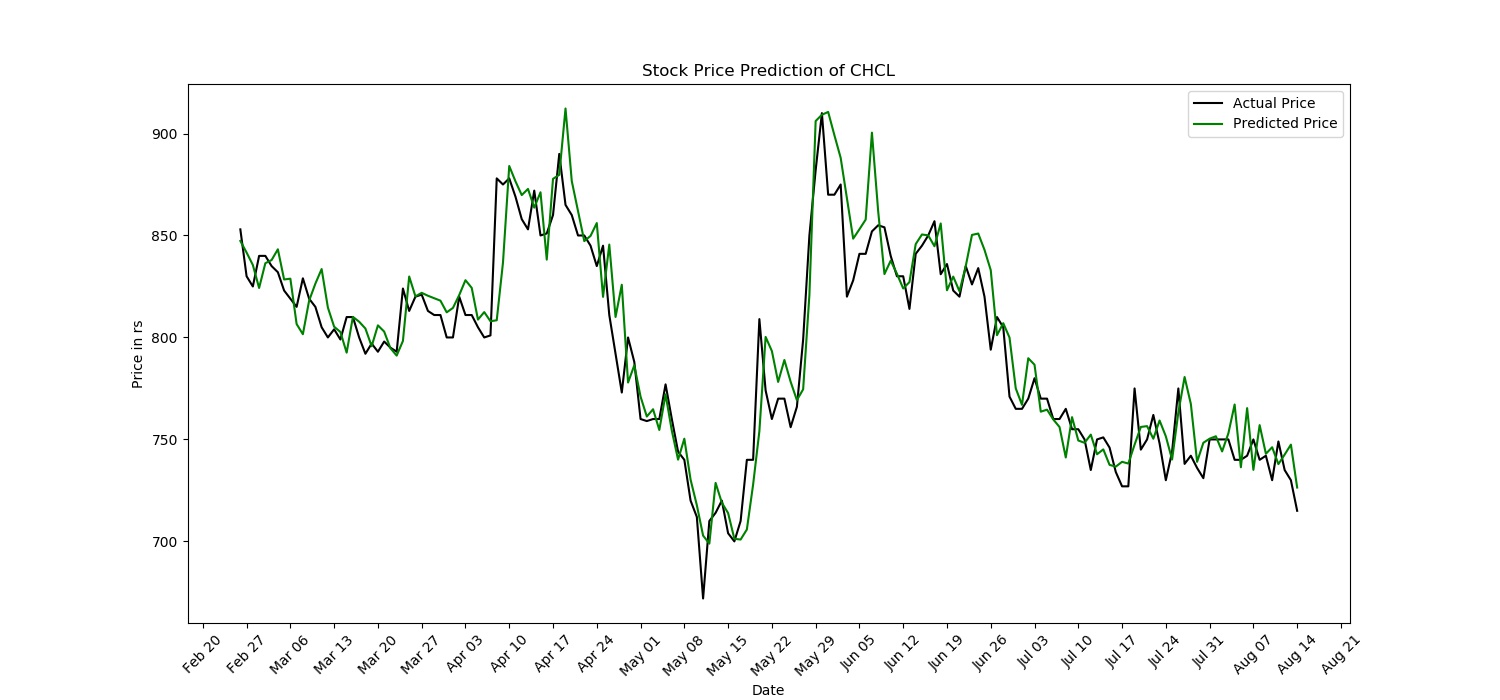 Stock Price Prediction of CHCL
Actual Price
Predicted Price
Price in rs
900
850
800
750
700
Feb 20
Feb 27
Mar 06
Mar 13
Mar 20
Mar 27
Apr 03
Apr 10
Apr 17
Apr 24
May 01
May 08
May 15
May 22
May 29
Jun 05
Jun 12
Jun 19
Jun 26
Jul 03
Jul 10
Jul 17
Jul 24
Jul 31
Aug 07
Aug 14
Aug 21
Date